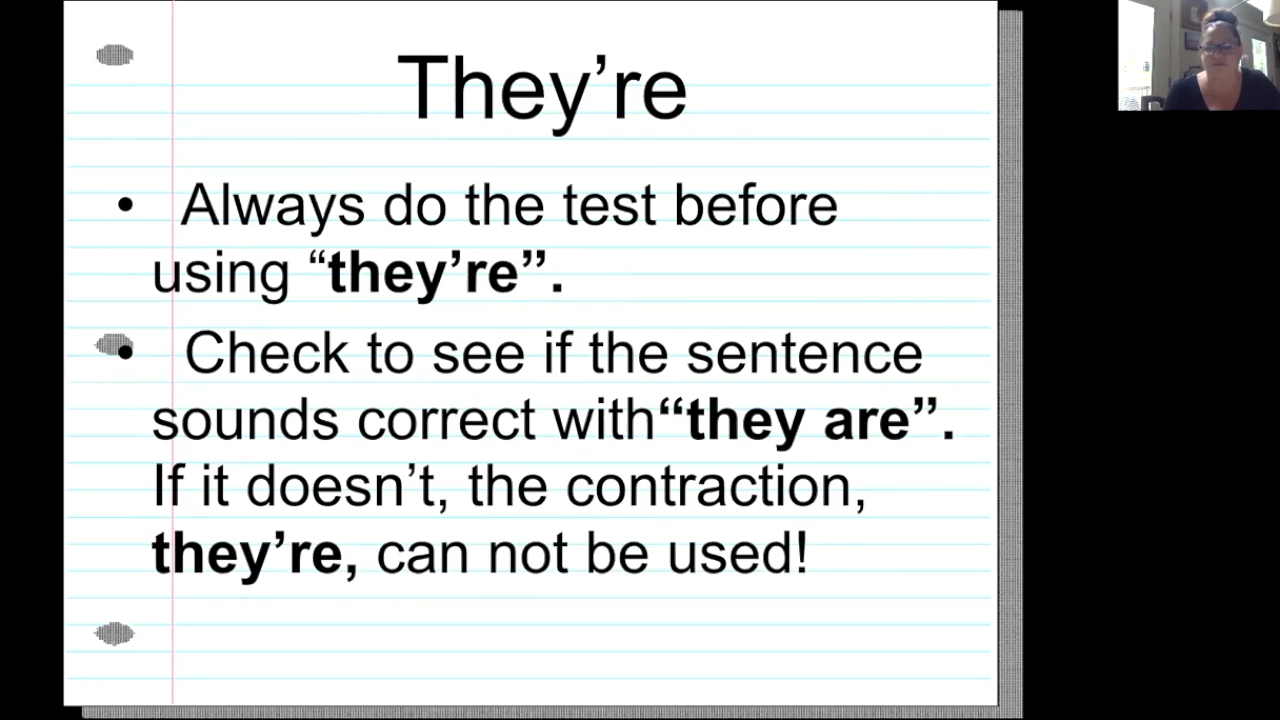 They’re
• Always do the test before
using “they’re”.
• Check to see if the sentence
sounds correct with“they are”.
If it doesn’t, the contraction,
they’re, can not be used!